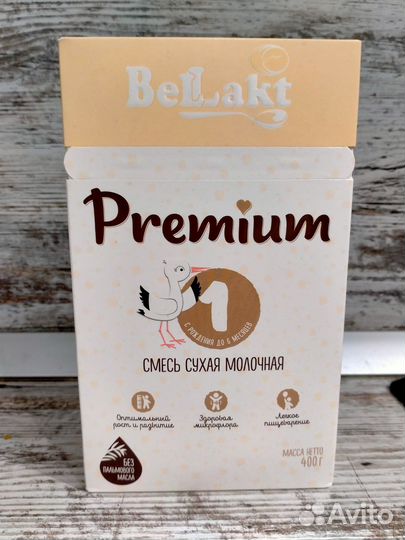 Bellakt
Premium
1
С РОЖДЕНИЯ ДО 6 МЕСЯЦЕВ
СМЕСЬ СУХАЯ МОЛОЧНАЯ
Оптимальный
рост и развитие
Здоровая
микрофлора
Легкое
пищеварение
БЕЗ
ПАЛЬМОВОГО
МАСЛА
МАССА НЕТТО
400 Г
Avito